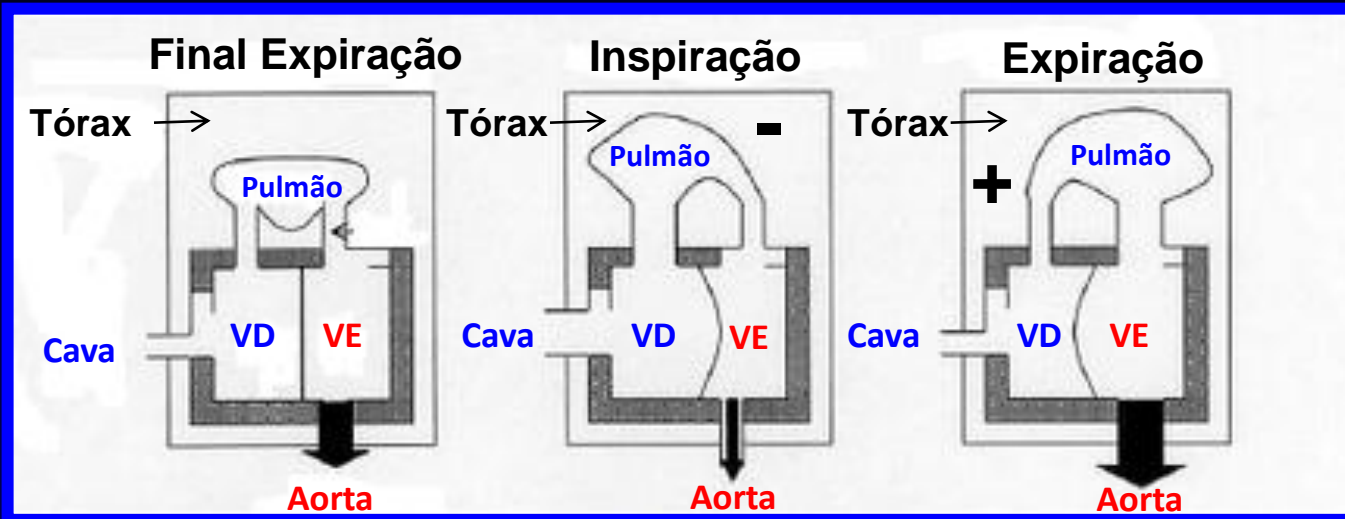 Final Expiração
Tórax
Pulmão
Cava
VD
VE
Aorta
Inspiração
Tórax
-
Pulmão
Cava
VD
VE
Aorta
Expiração
Tórax
+
Pulmão
Cava
VD
VE
Aorta